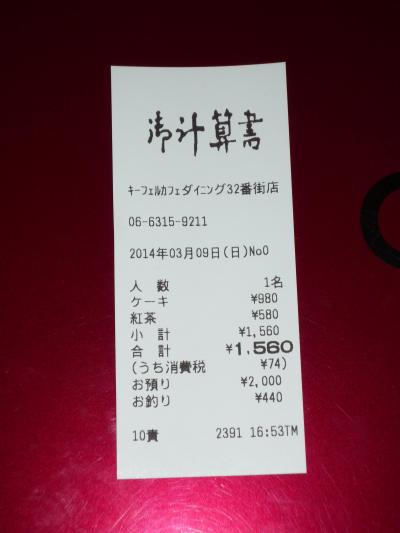 御計算書
ｷｰﾌｪﾙｶﾌｪダイニング32番街店
06-6315-9211
2014年03月09日(日)No0
人　数 1名
ケーキ ¥980
紅茶 ¥580
小　計 ¥1,560
合　計 ¥1,560
(うち消費税 ¥74)
お預り ¥2,000
お釣り ¥440
10責 2391 16:53TM